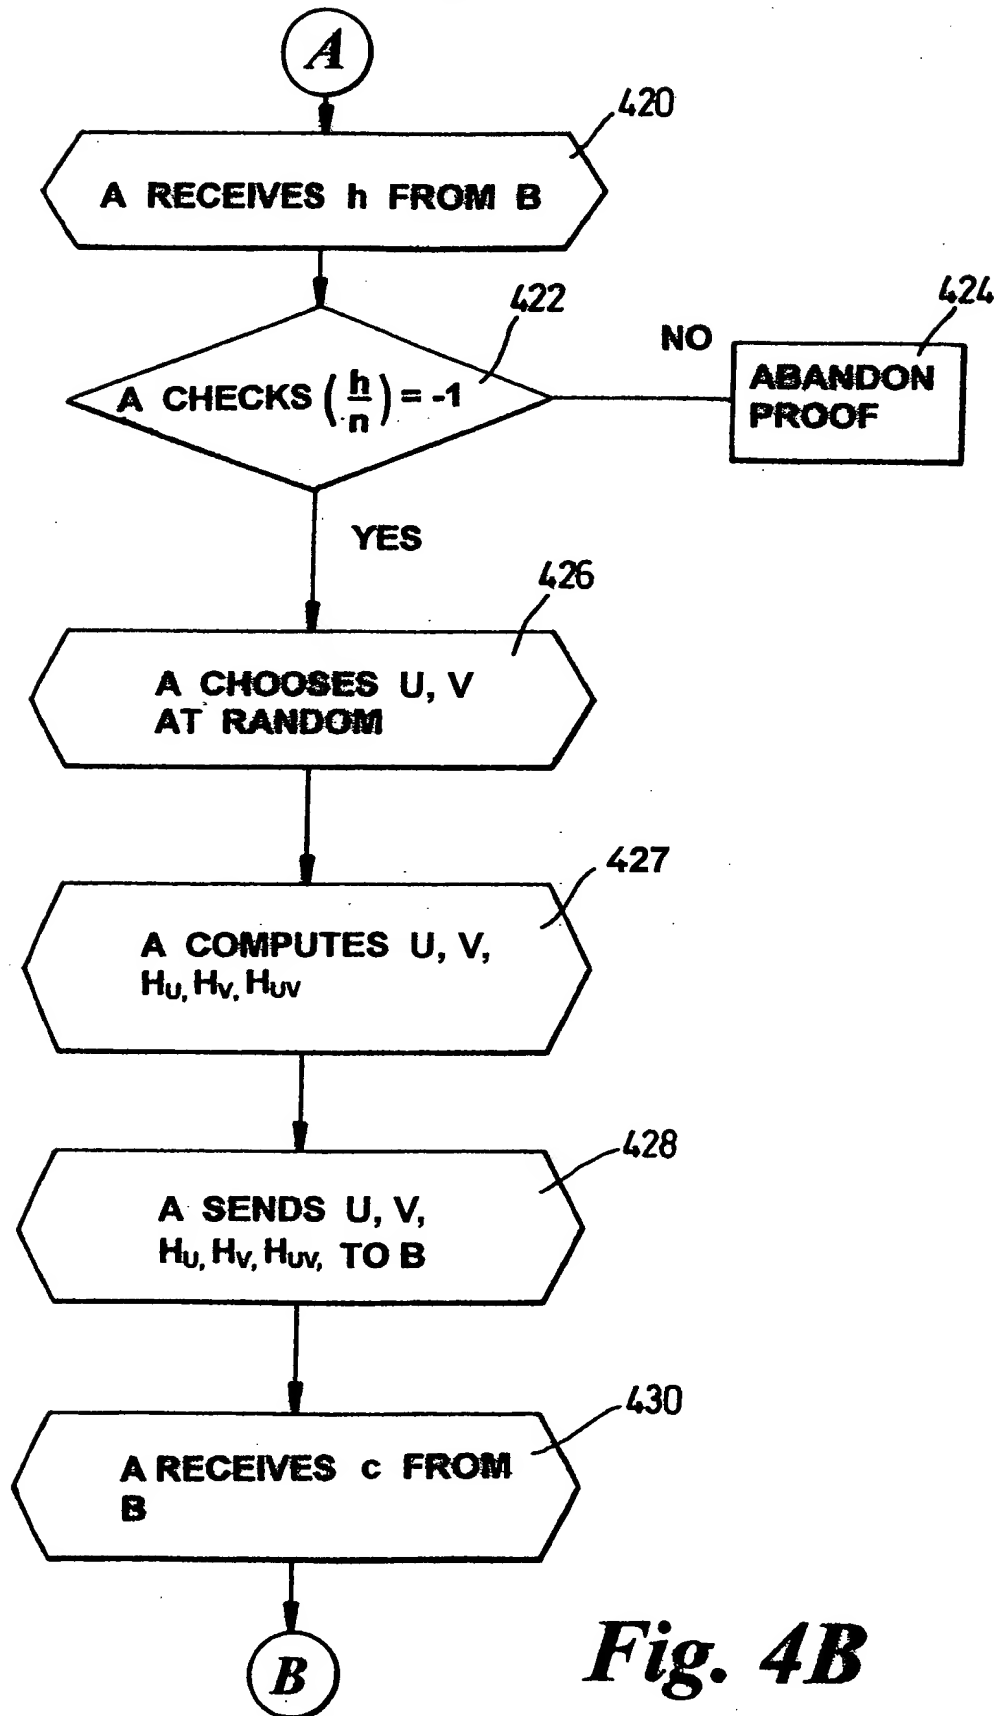 A
420
A RECEIVES h FROM B
422
A CHECKS (h/n) = -1
NO
424
ABANDON
PROOF
YES
426
A CHOOSES U, V
AT RANDOM
427
A COMPUTES U, V,
HU, HV, HUV
428
A SENDS U, V,
HU, HV, HUV, TO B
430
A RECEIVES c FROM
B
B
Fig. 4B